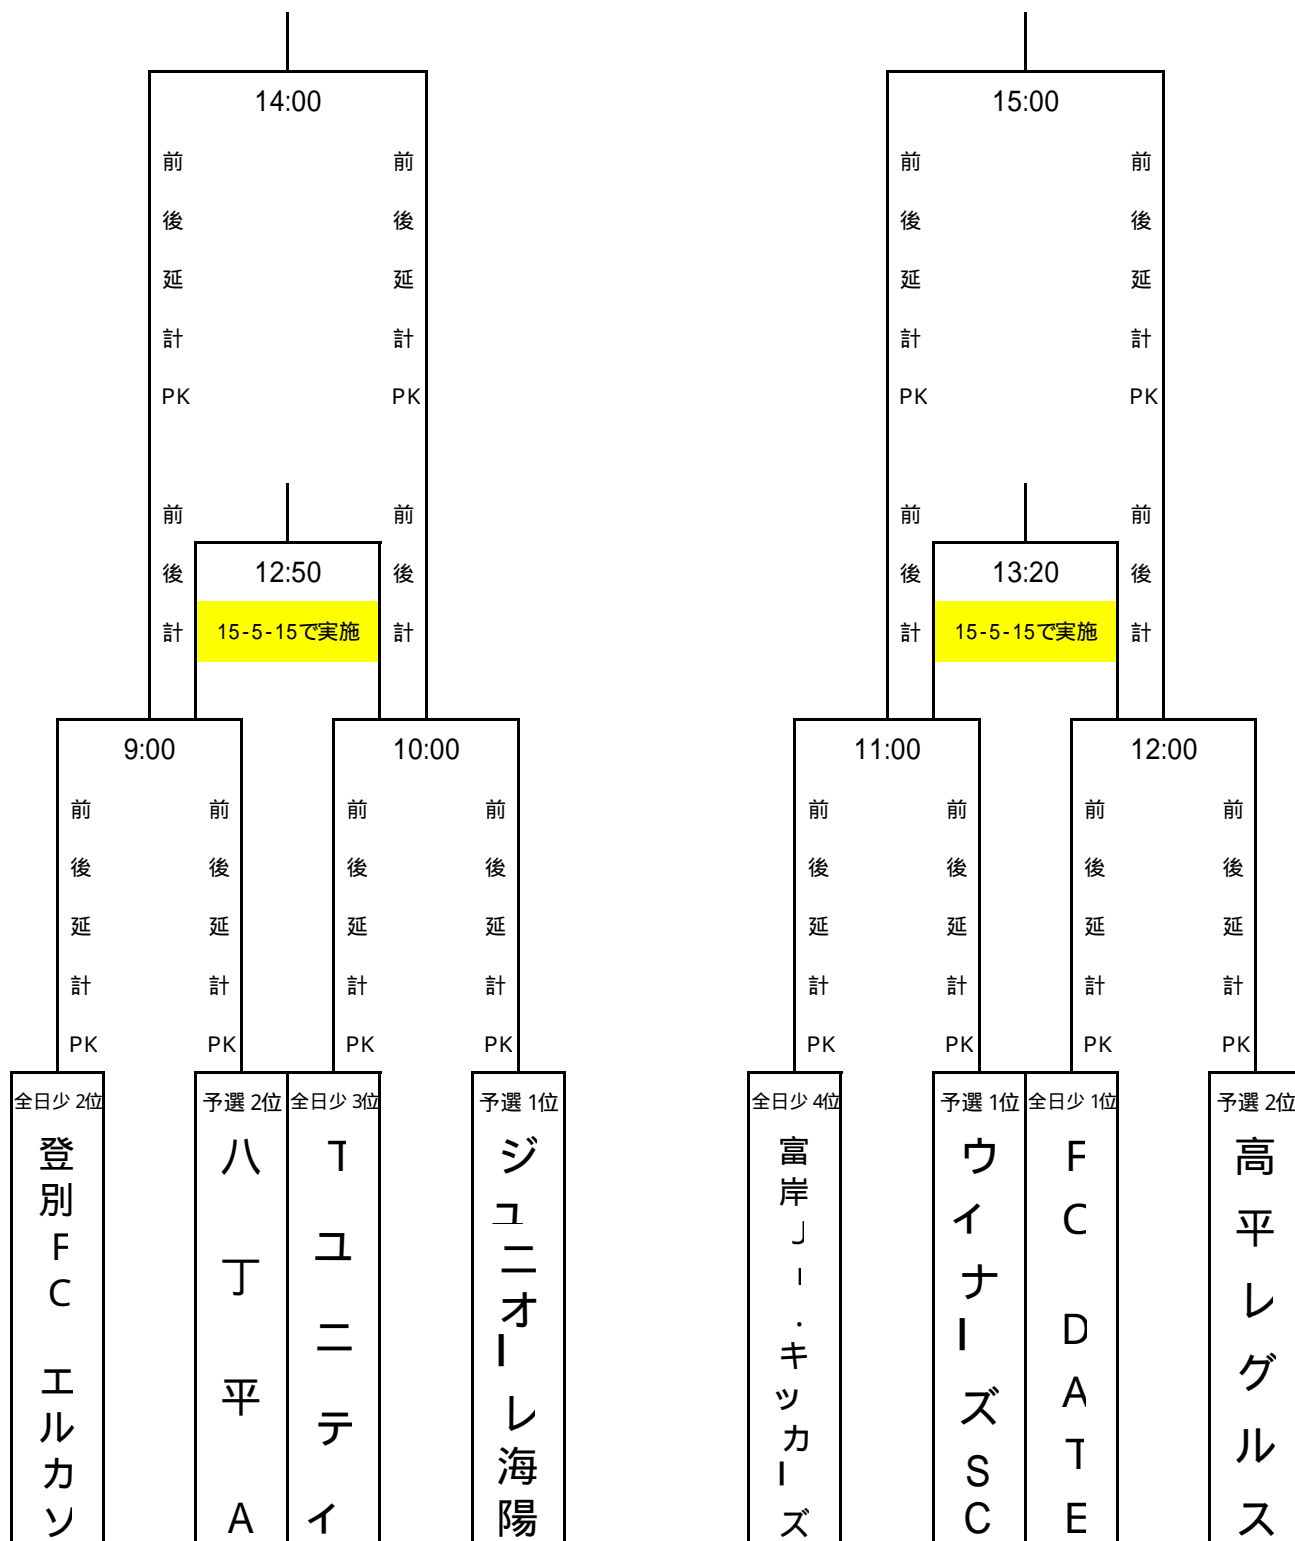 14:00 15:00
前 前 前 前
後 後 後 後
延 延 延 延
計 計 計 計
PK PK PK PK
前 前 前 前
後 12:50 後 後 13:20 後
計 15-5-15で実施 計 計 15-5-15で実施 計
9:00 10:00 11:00 12:00
前 前 前 前 前 前 前 前
後 後 後 後 後 後 後 後
延 延 延 延 延 延 延 延
計 計 計 計 計 計 計 計
PK PK PK PK PK PK PK PK
全日少 2位 予選 2位 全日少 3位 予選 1位 全日少 4位 予選 1位 全日少 1位 予選 2位
登別FC エルカソ
八丁平A
Tユニテイ
ジユニオーレ海陽
富岸Jr.キッカーズ
ウイナーズSC
FC DATE
高平レグルス